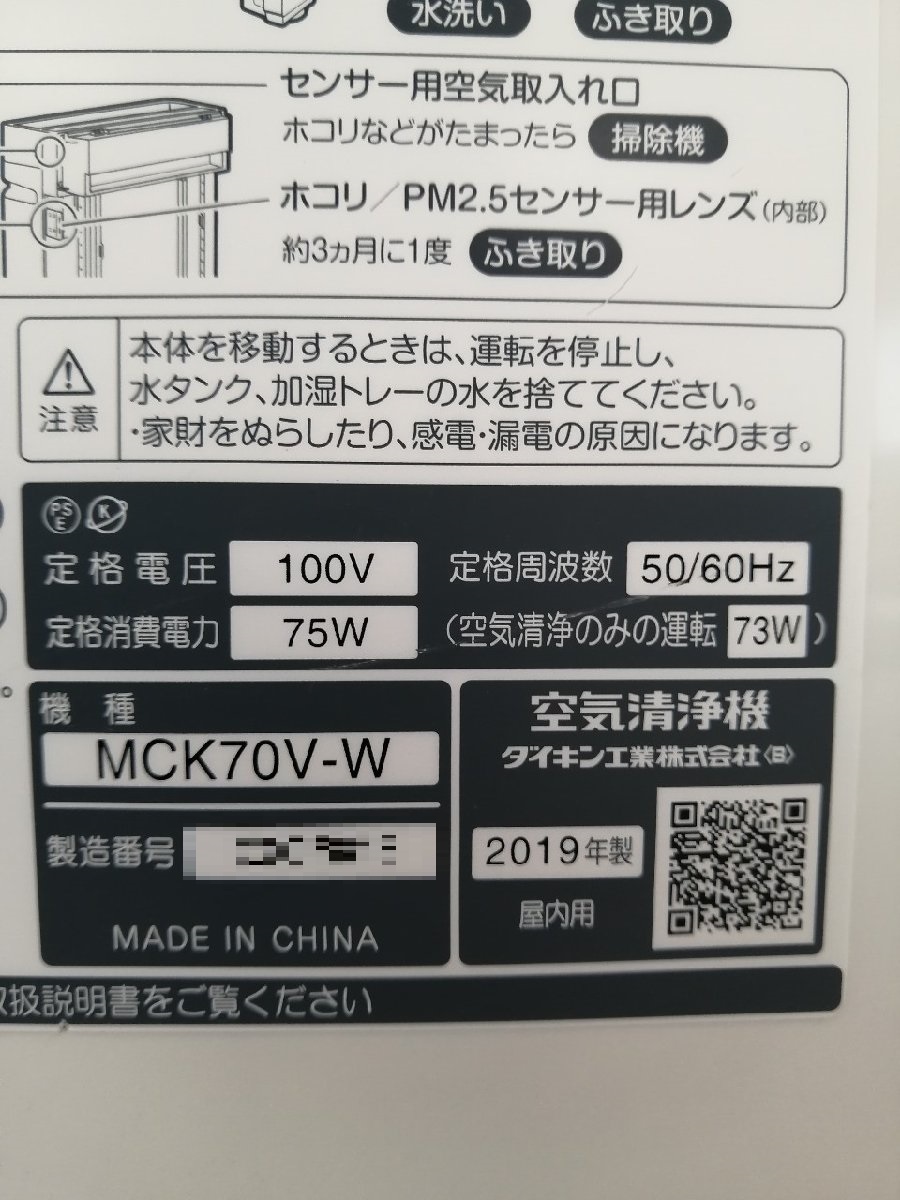 水洗い ふき取り
センサー用空気取入れ口
ホコリなどがたまったら 掃除機
ホコリ／PM2.5センサー用レンズ(内部)
約3ヵ月に1度 ふき取り
注意
本体を移動するときは、運転を停止し、
水タンク、加湿トレーの水を捨ててください。
・家財をぬらしたり、感電・漏電の原因になります。
PS
E
K
定格電圧 100V 定格周波数 50/60Hz
定格消費電力 75W (空気清浄のみの運転 73W)
機種
MCK70V-W
製造番号
MADE IN CHINA
空気清浄機
ダイキン工業株式会社〈S〉
2019年製
屋内用
取扱説明書をご覧ください